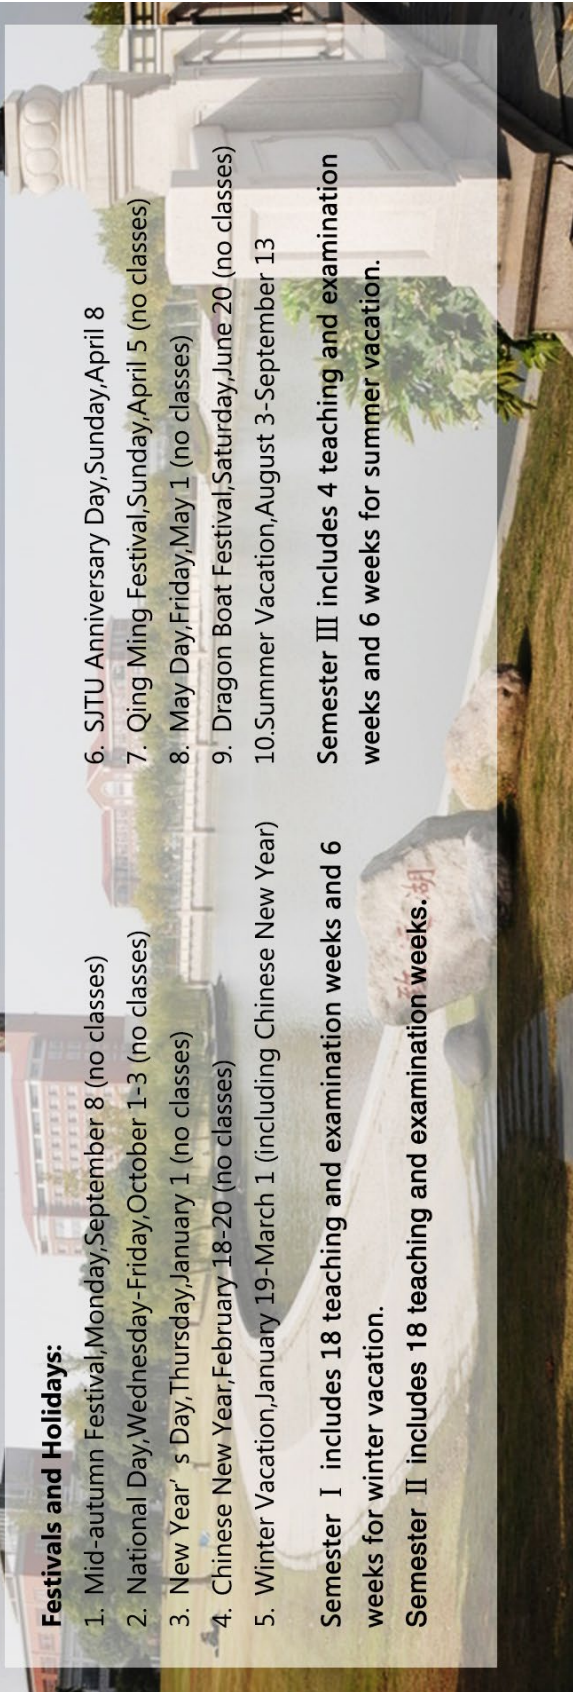 Festivals and Holidays:
1. Mid-autumn Festival,Monday,September 8 (no classes)
2. National Day,Wednesday-Friday,October 1-3 (no classes)
3. New Year’s Day,Thursday,January 1 (no classes)
4. Chinese New Year,February 18-20 (no classes)
5. Winter Vacation,January 19-March 1 (including Chinese New Year)
6. SJTU Anniversary Day,Sunday,April 8
7. Qing Ming Festival,Sunday,April 5 (no classes)
8. May Day,Friday,May 1 (no classes)
9. Dragon Boat Festival,Saturday,June 20 (no classes)
10.Summer Vacation,August 3-September 13
Semester Ⅰ includes 18 teaching and examination weeks and 6
weeks for winter vacation.
Semester Ⅱ includes 18 teaching and examination weeks.
Semester Ⅲ includes 4 teaching and examination
weeks and 6 weeks for summer vacation.
湖